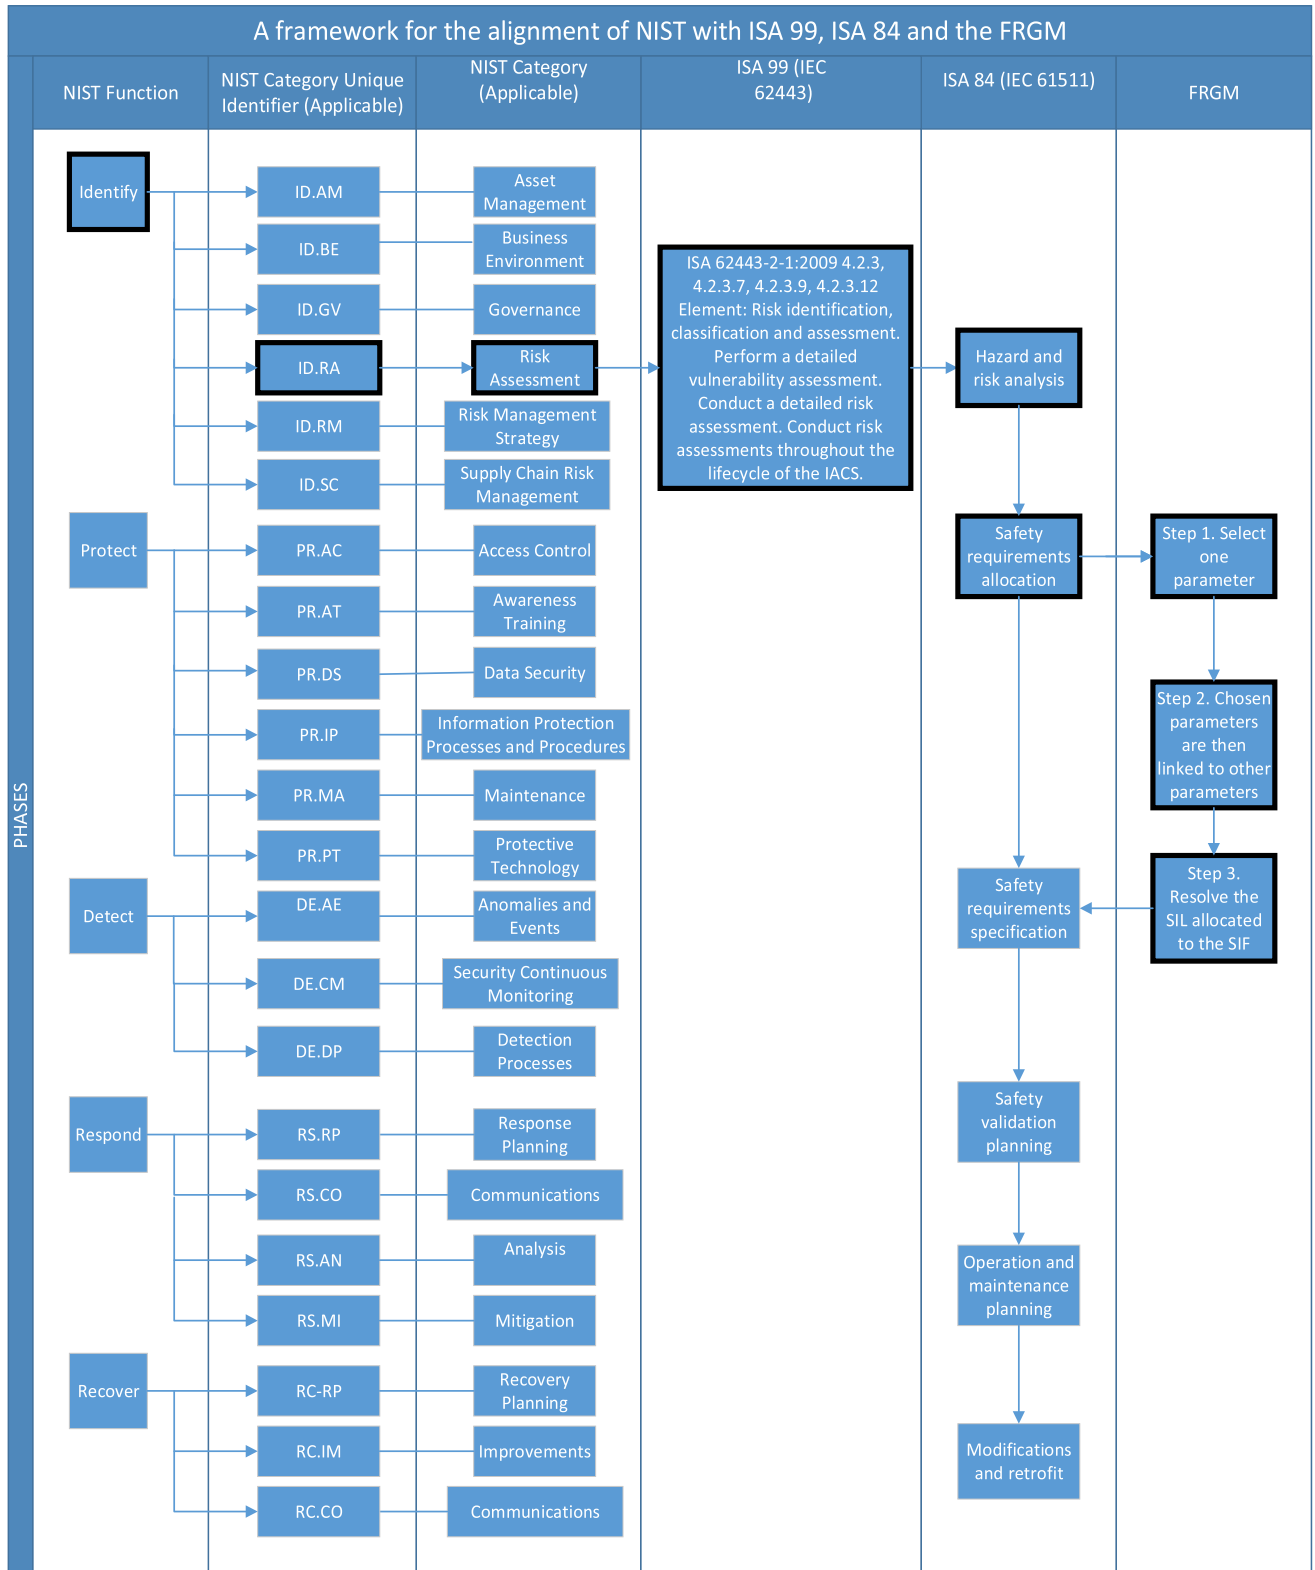 A framework for the alignment of NIST with ISA 99, ISA 84 and the FRGM
NIST Function
NIST Category Unique
Identifier (Applicable)
NIST Category
(Applicable)
ISA 99 (IEC
62443)
ISA 84 (IEC 61511)
FRGM
PHASES
Identify
ID.AM
Asset
Management
ID.BE
Business
Environment
ID.GV
Governance
ID.RA
Risk
Assessment
ISA 62443-2-1:2009 4.2.3,
4.2.3.7, 4.2.3.9, 4.2.3.12
Element: Risk identification,
classification and assessment.
Perform a detailed
vulnerability assessment.
Conduct a detailed risk
assessment. Conduct risk
assessments throughout the
lifecycle of the IACS.
Hazard and
risk analysis
ID.RM
Risk Management
Strategy
ID.SC
Supply Chain Risk
Management
Protect
PR.AC
Access Control
Safety
requirements
allocation
Step 1. Select
one
parameter
PR.AT
Awareness
Training
PR.DS
Data Security
PR.IP
Information Protection
Processes and Procedures
Step 2. Chosen
parameters
are then
linked to other
parameters
PR.MA
Maintenance
PR.PT
Protective
Technology
Detect
DE.AE
Anomalies and
Events
Safety
requirements
specification
Step 3.
Resolve the
SIL allocated
to the SIF
DE.CM
Security Continuous
Monitoring
DE.DP
Detection
Processes
Respond
RS.RP
Response
Planning
Safety
validation
planning
RS.CO
Communications
RS.AN
Analysis
Operation and
maintenance
planning
RS.MI
Mitigation
Recover
RC-RP
Recovery
Planning
RC.IM
Improvements
Modifications
and retrofit
RC.CO
Communications